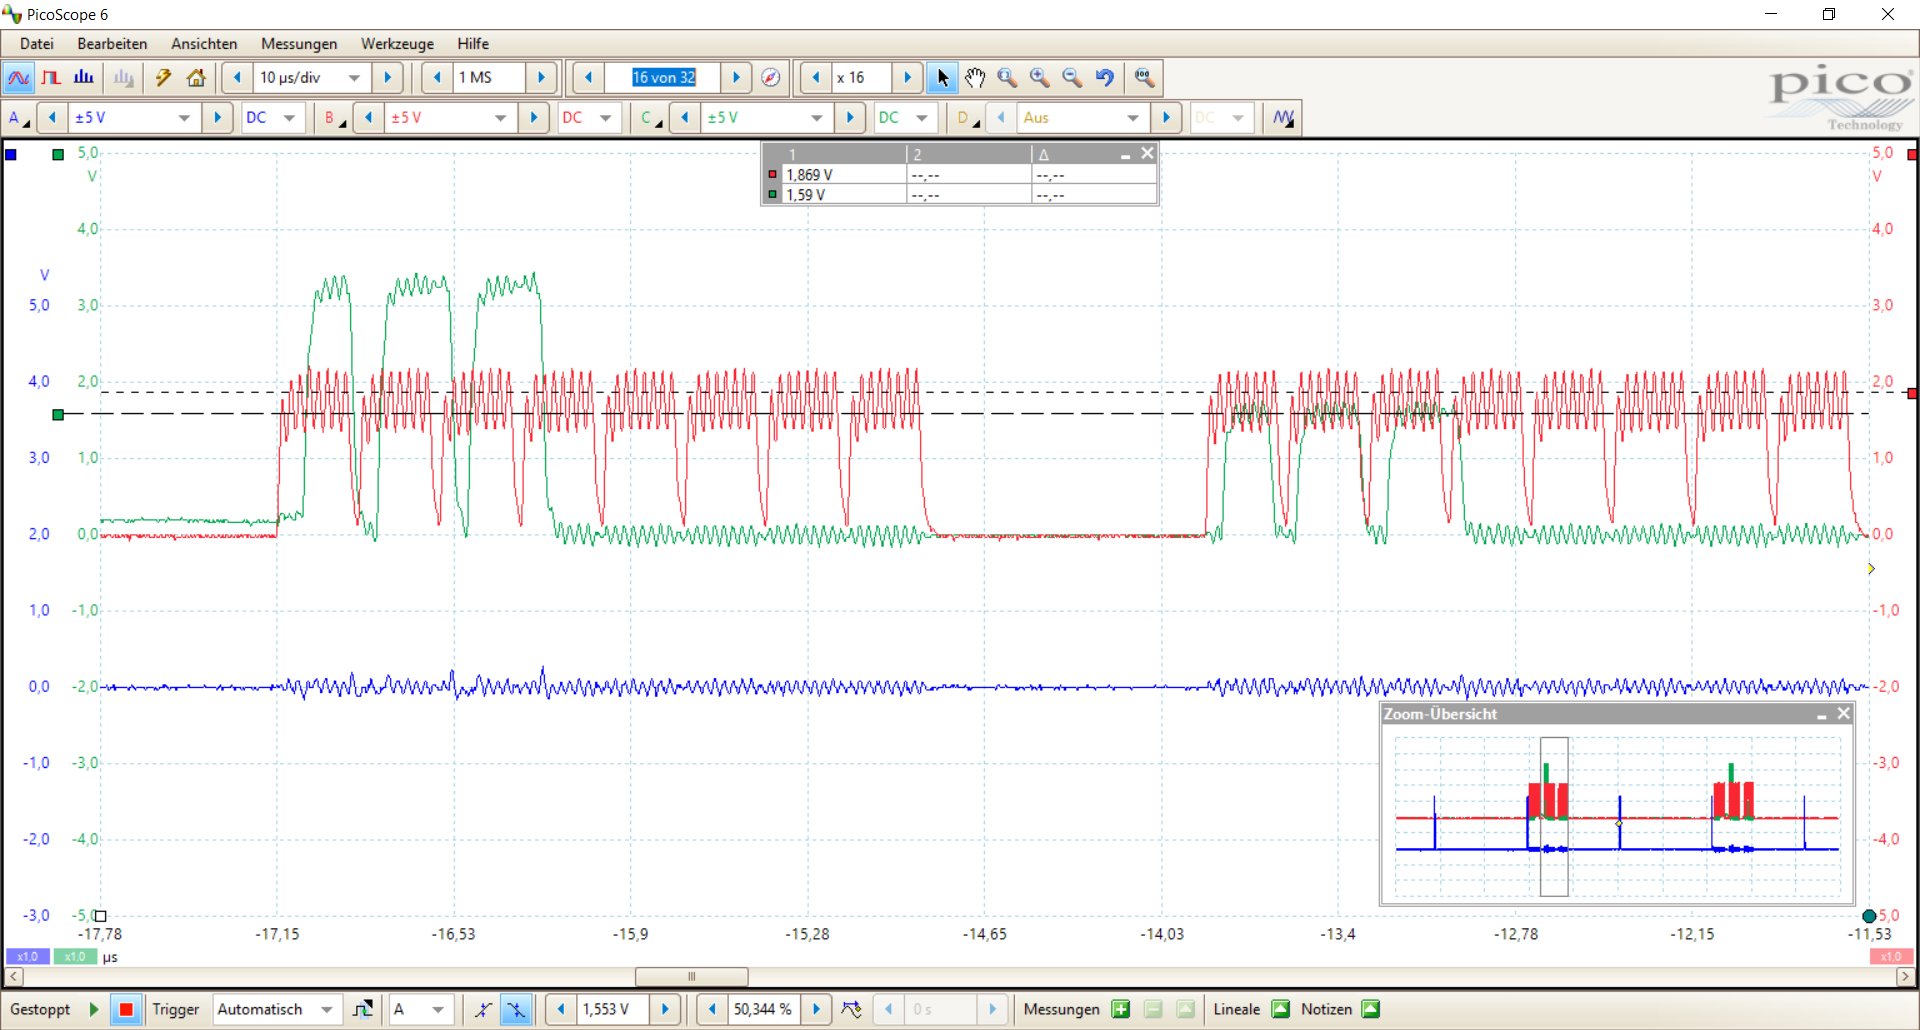 PicoScope 6
Datei Bearbeiten Ansichten Messungen Werkzeuge Hilfe
10 µs/div 1 MS 16 von 32 x 16
pico
Technology
A ±5 V DC B ±5 V DC C ±5 V DC D Aus DC
1 2 Δ
1,869 V --,-- --,--
1,59 V --,-- --,--
5,0 5,0
V V
4,0 4,0
V
5,0 3,0 3,0
4,0 2,0 2,0
3,0 1,0 1,0
2,0 0,0 0,0
1,0 -1,0 -1,0
0,0 -2,0 -2,0
Zoom-Übersicht
-1,0 -3,0 -3,0
-2,0 -4,0 -4,0
-3,0 -5,0 5,0
-17,78 -17,15 -16,53 -15,9 -15,28 -14,65 -14,03 -13,4 -12,78 -12,15 -11,53
x1,0 x1,0 µs x1,0
Gestoppt Trigger Automatisch A 1,553 V 50,344 % 0 s Messungen Lineale Notizen